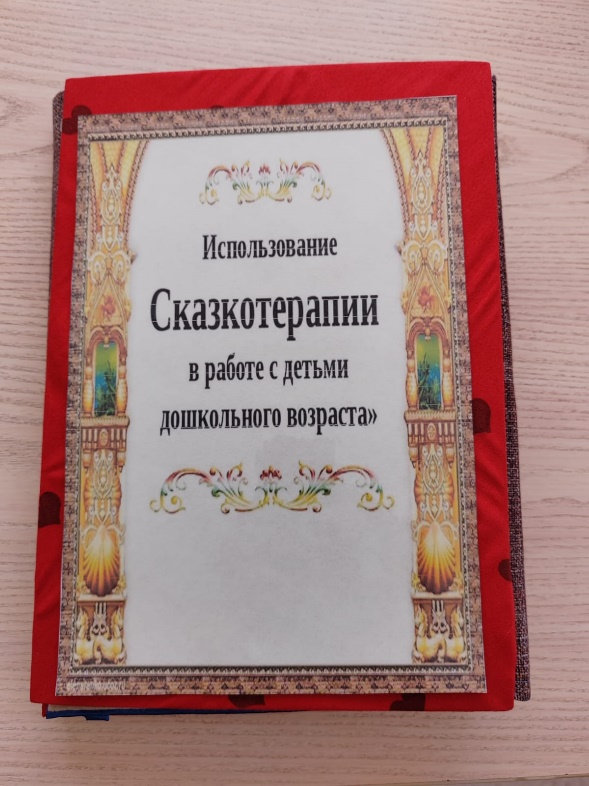 Использование
Сказкотерапии
в работе с детьми
дошкольного возраста»